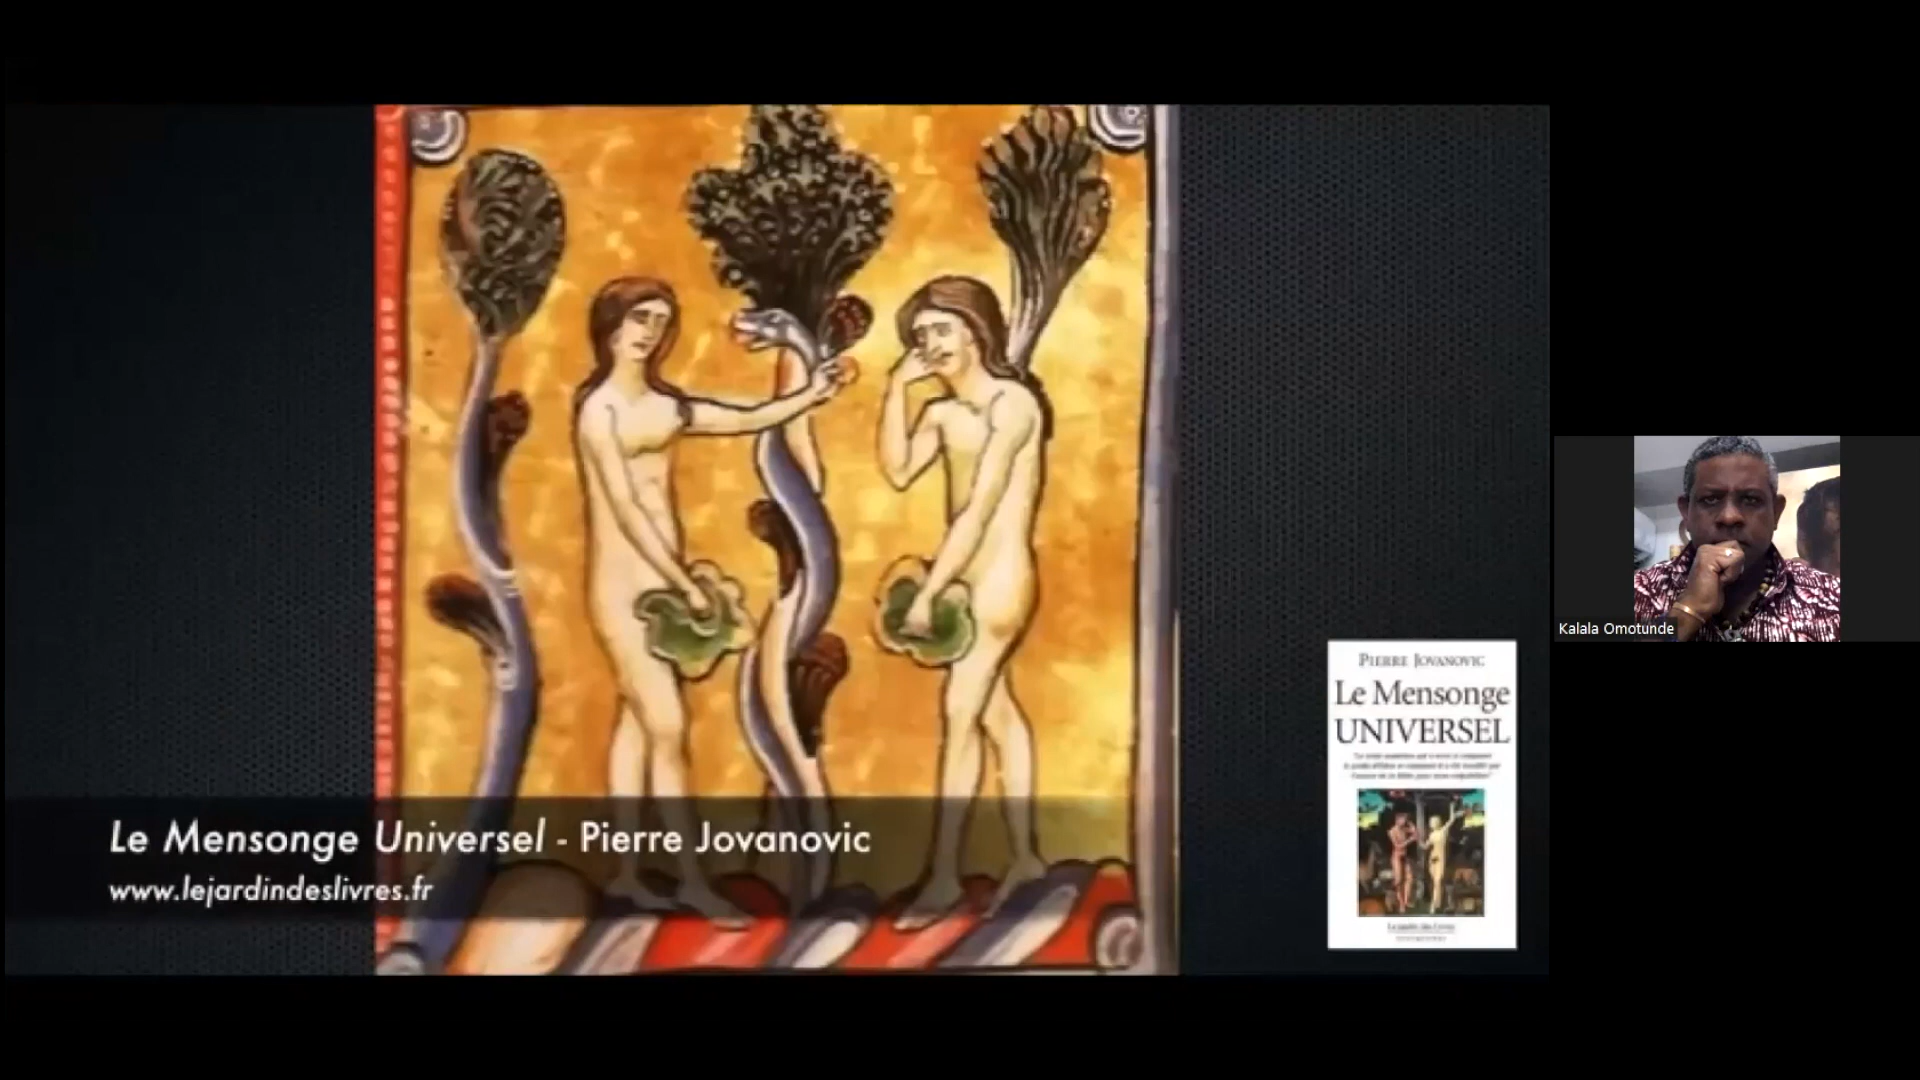 PIERRE JOVANOVIC
Le Mensonge
UNIVERSEL
Le Mensonge Universel - Pierre Jovanovic
www.lejardindeslivres.fr
Kalala Omotunde